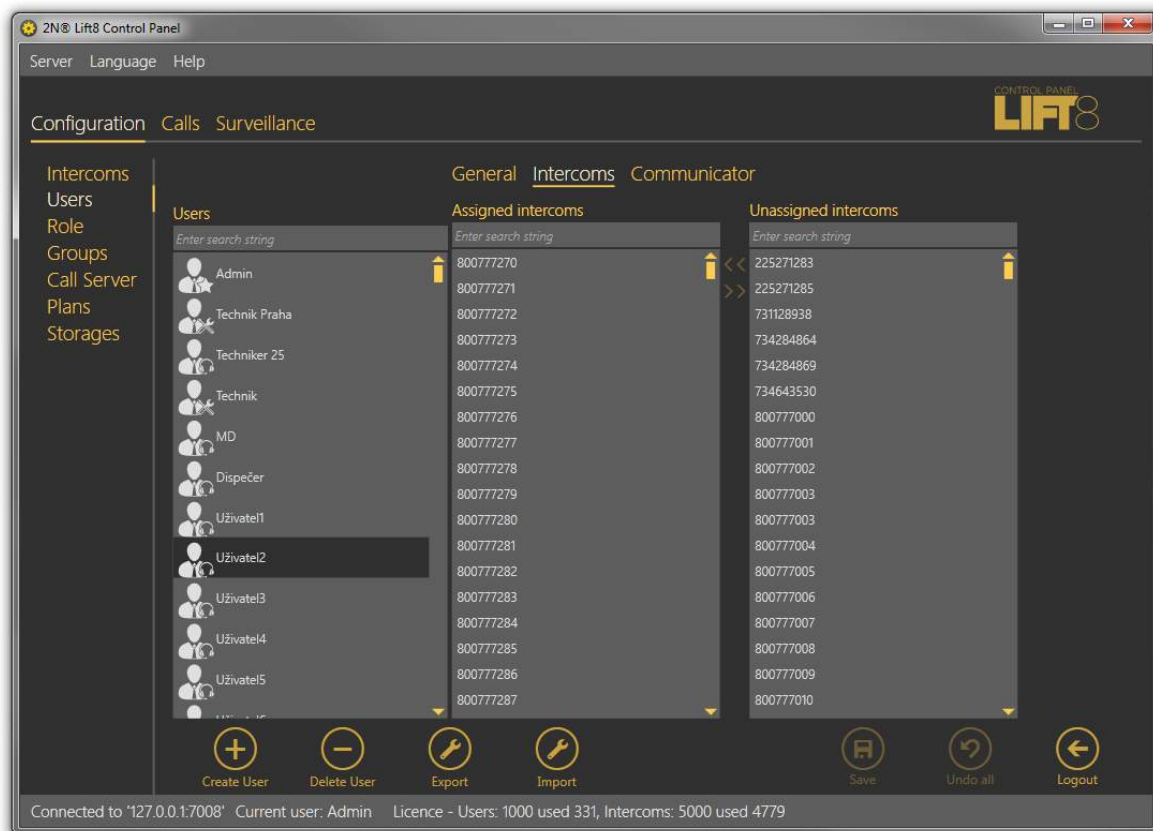 2N® Lift8 Control Panel
Server Language Help
CONTROL PANEL
LIFT8
Configuration Calls Surveillance
Intercoms
Users
Role
Groups
Call Server
Plans
Storages
General Intercoms Communicator
Users
Enter search string
Admin
Technik Praha
Techniker 25
Technik
MD
Dispečer
Uživatel1
Uživatel2
Uživatel3
Uživatel4
Uživatel5
Assigned intercoms
Enter search string
800777270
800777271
800777272
800777273
800777274
800777275
800777276
800777277
800777278
800777279
800777280
800777281
800777282
800777283
800777284
800777285
800777286
800777287
<<
>>
Unassigned intercoms
Enter search string
225271283
225271285
731128938
734284864
734284869
734643530
800777000
800777001
800777002
800777003
800777003
800777004
800777005
800777006
800777007
800777008
800777009
800777010
Create User Delete User Export Import Save Undo all Logout
Connected to '127.0.0.1:7008' Current user: Admin Licence - Users: 1000 used 331, Intercoms: 5000 used 4779